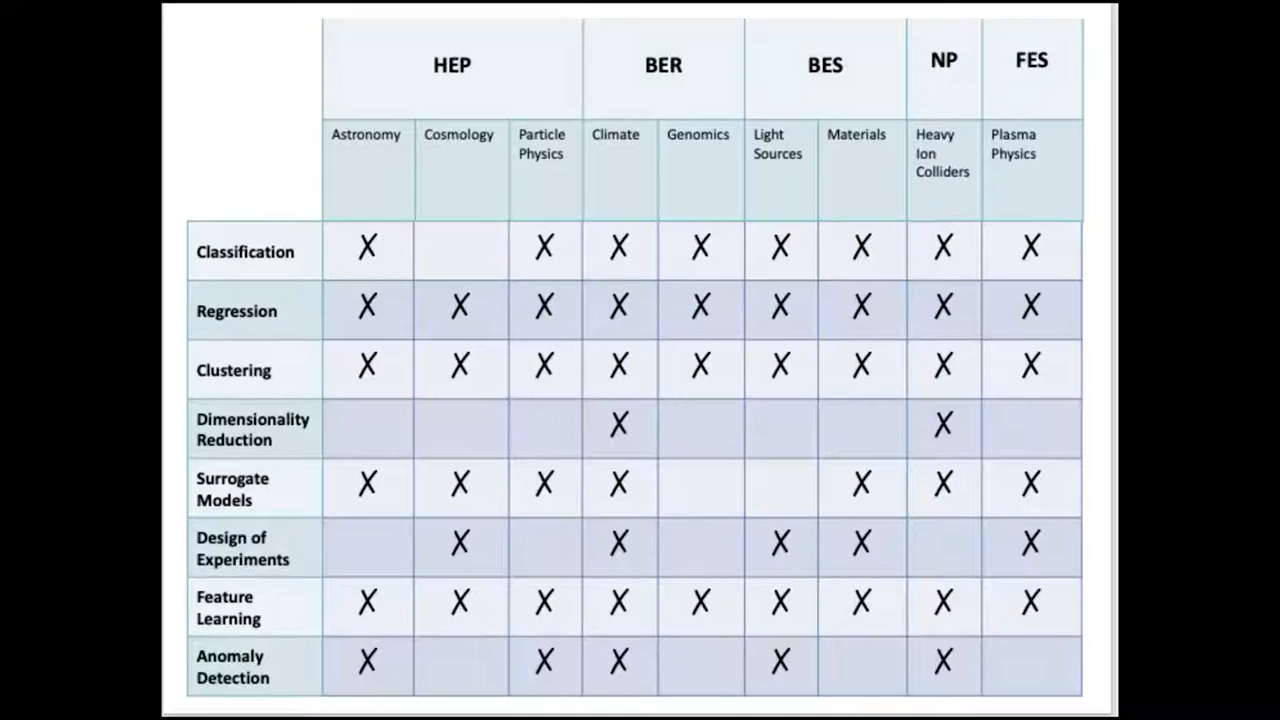 HEP BER BES NP FES
Astronomy Cosmology Particle Climate Genomics Light Materials Heavy Plasma
Physics Sources Ion Physics
Colliders
Classification X X X X X X X X
Regression X X X X X X X X X
Clustering X X X X X X X X X
Dimensionality X X
Reduction
Surrogate X X X X X X X
Models
Design of X X X X X
Experiments
Feature X X X X X X X X X
Learning
Anomaly X X X X X
Detection